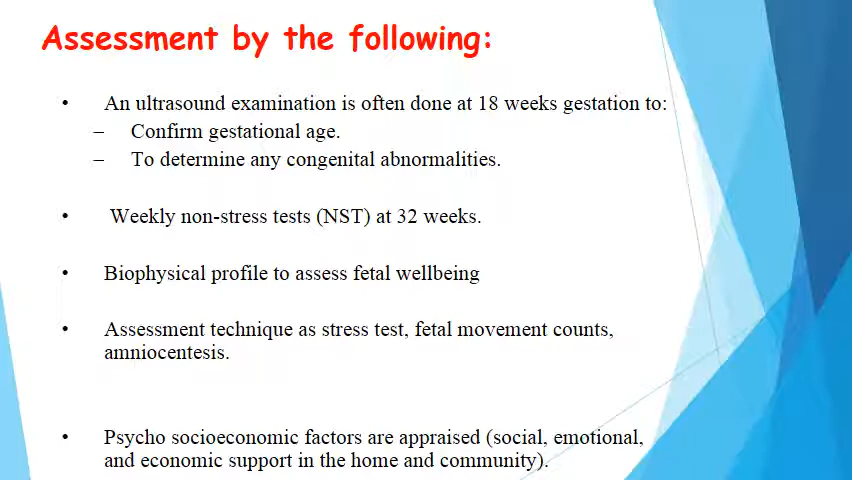 Assessment by the following:
• An ultrasound examination is often done at 18 weeks gestation to:
– Confirm gestational age.
– To determine any congenital abnormalities.
• Weekly non-stress tests (NST) at 32 weeks.
• Biophysical profile to assess fetal wellbeing
• Assessment technique as stress test, fetal movement counts,
amniocentesis.
• Psycho socioeconomic factors are appraised (social, emotional,
and economic support in the home and community).